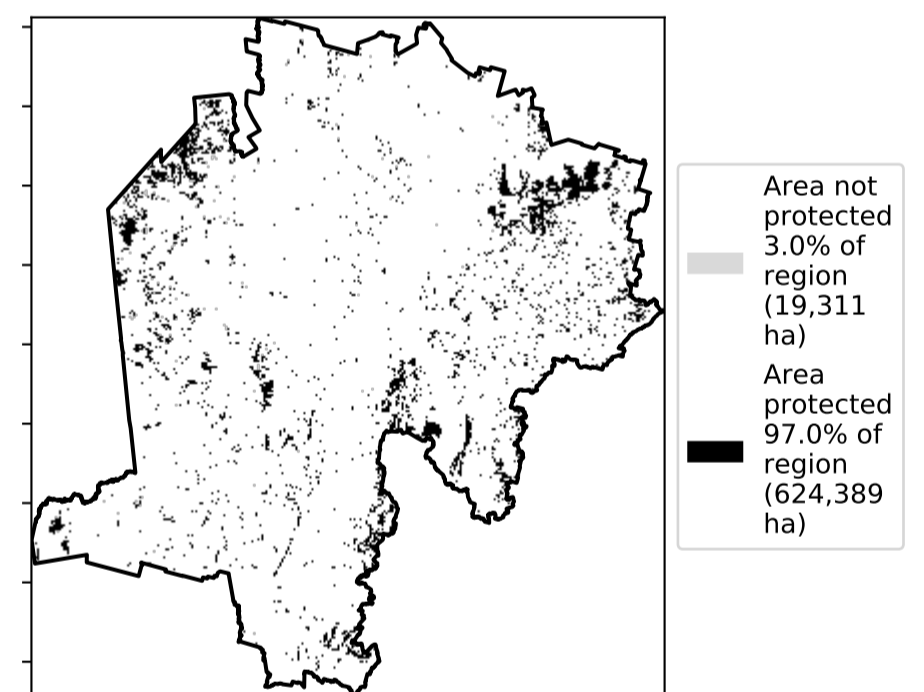 Area not
protected
3.0% of
region
(19,311
ha)
Area
protected
97.0% of
region
(624,389
ha)